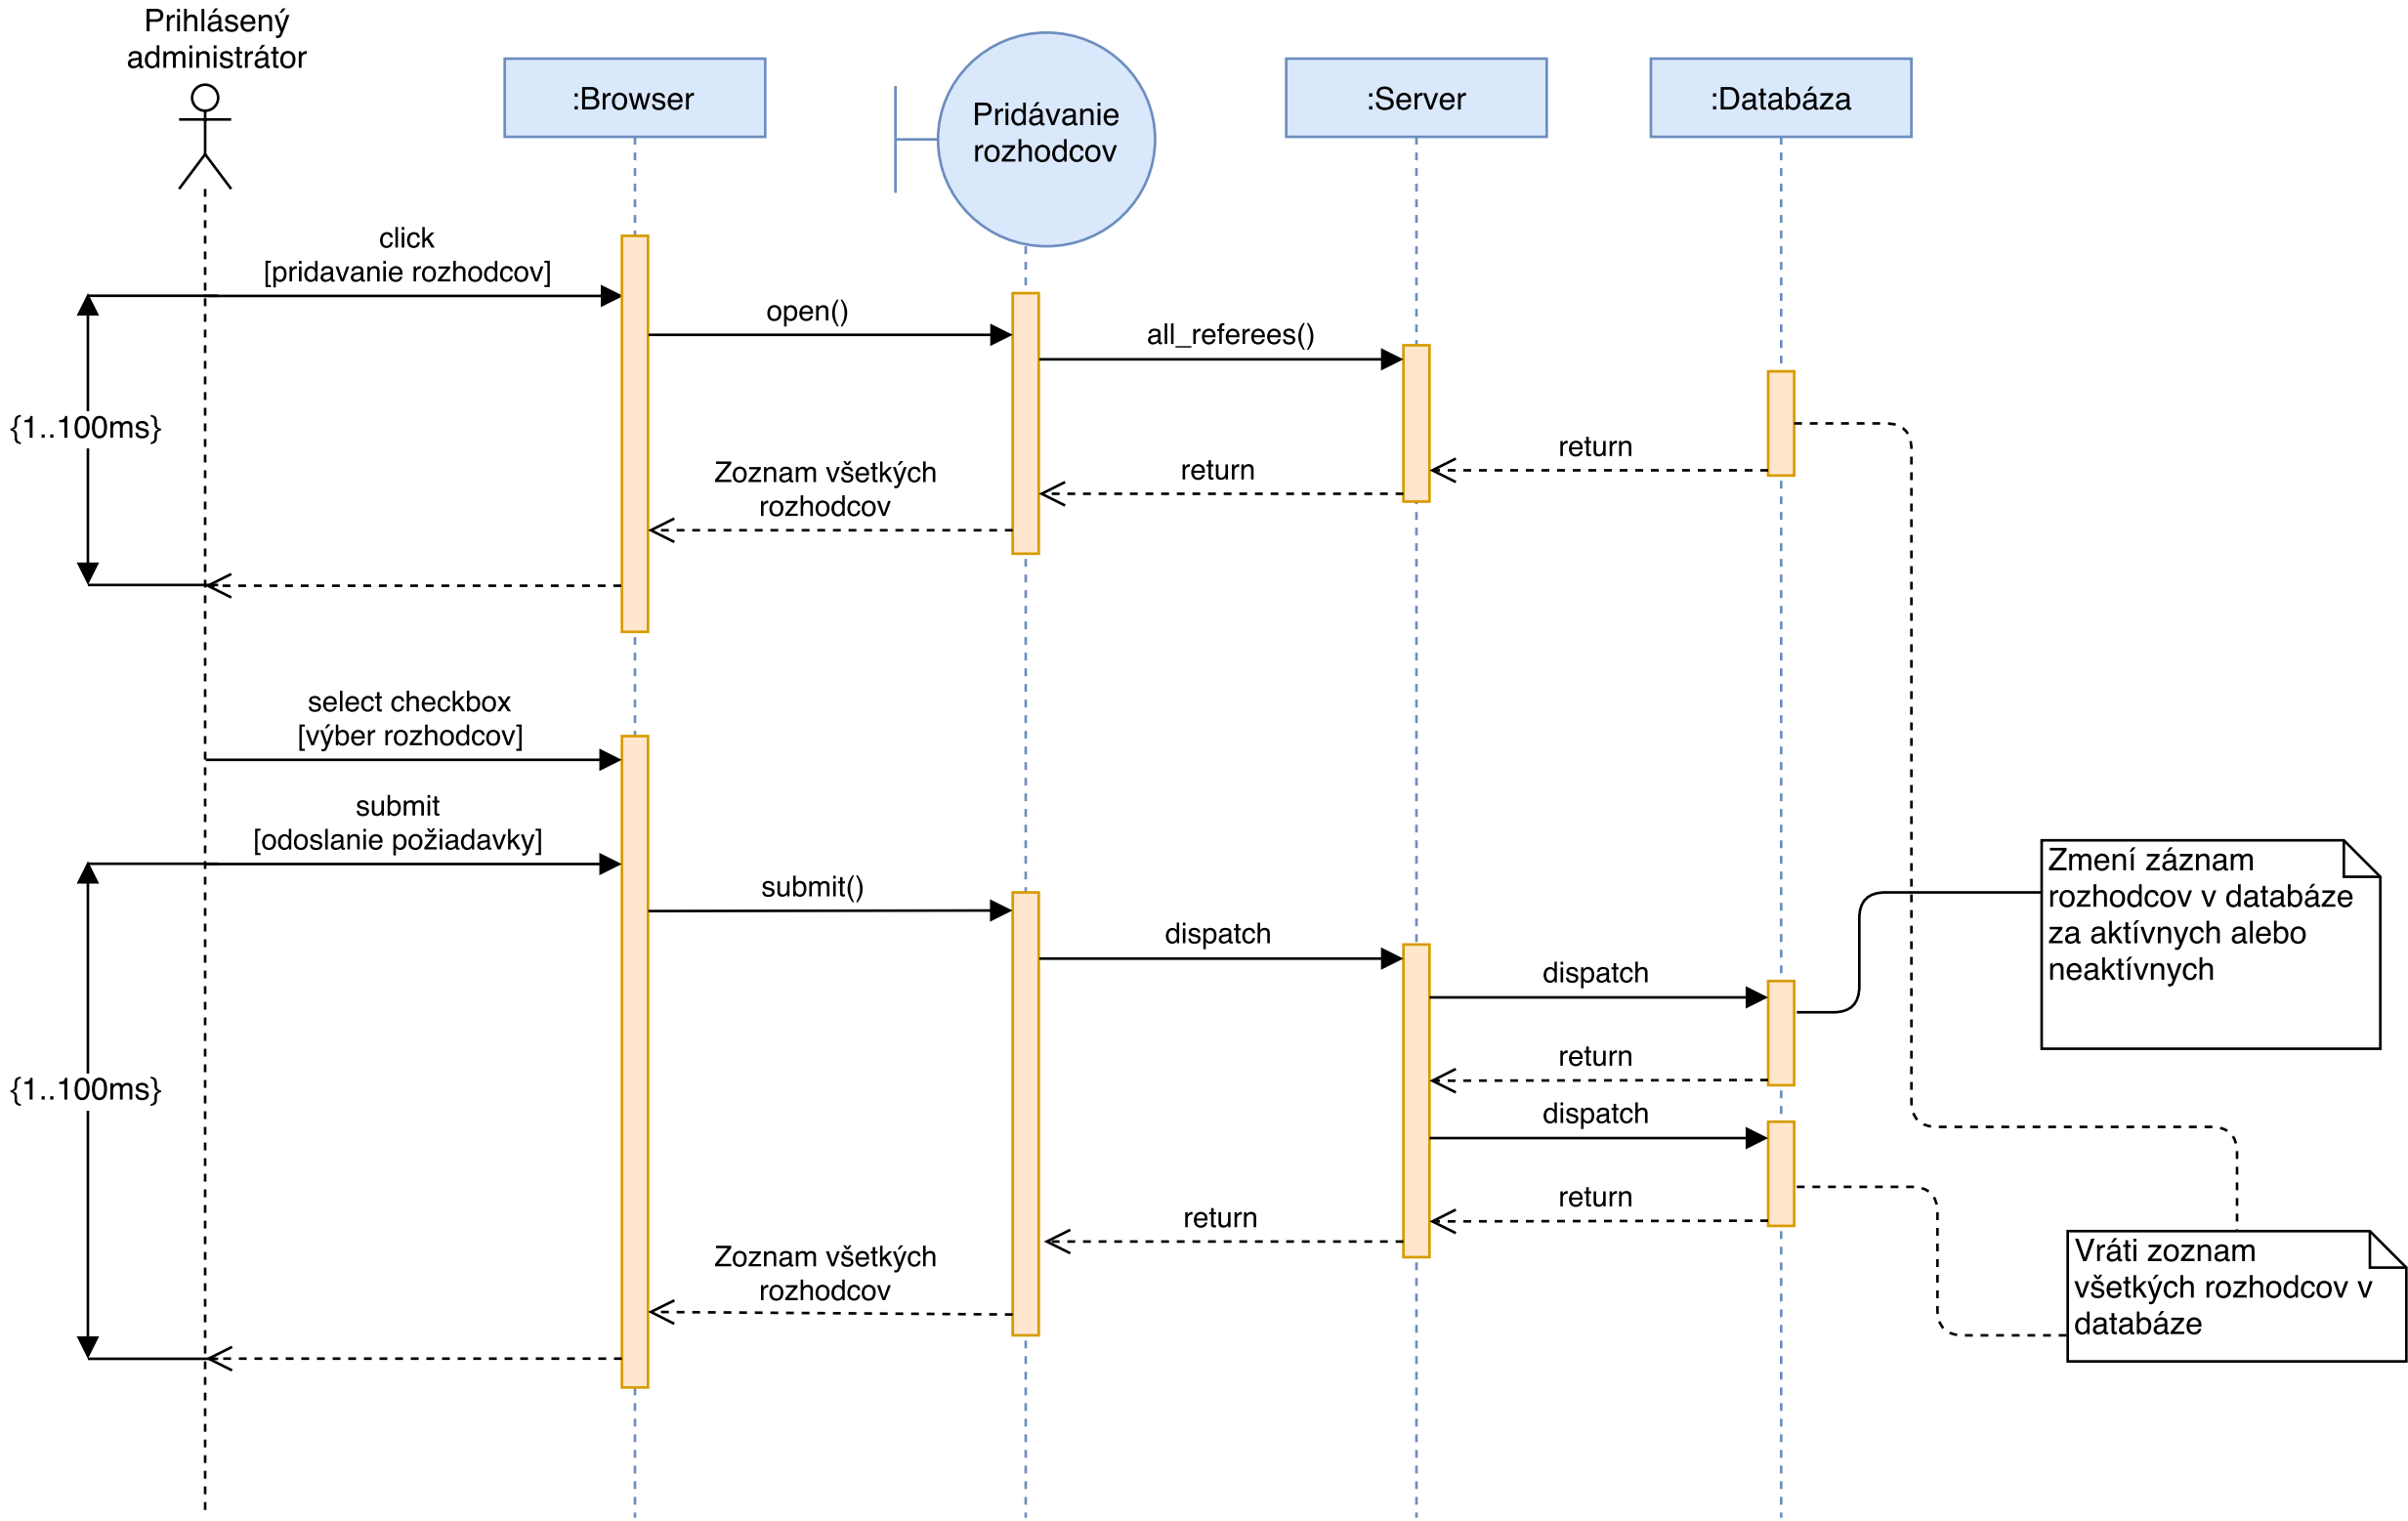 Prihlásený
administrátor
:Browser
Pridávanie
rozhodcov
:Server
:Databáza
click
[pridavanie rozhodcov]
open()
all_referees()
{1..100ms}
return
return
Zoznam všetkých
rozhodcov
select checkbox
[výber rozhodcov]
submit
[odoslanie požiadavky]
submit()
dispatch
dispatch
Zmení záznam
rozhodcov v databáze
za aktívnych alebo
neaktívnych
return
{1..100ms}
dispatch
return
return
Zoznam všetkých
rozhodcov
Vráti zoznam
všetkých rozhodcov v
databáze